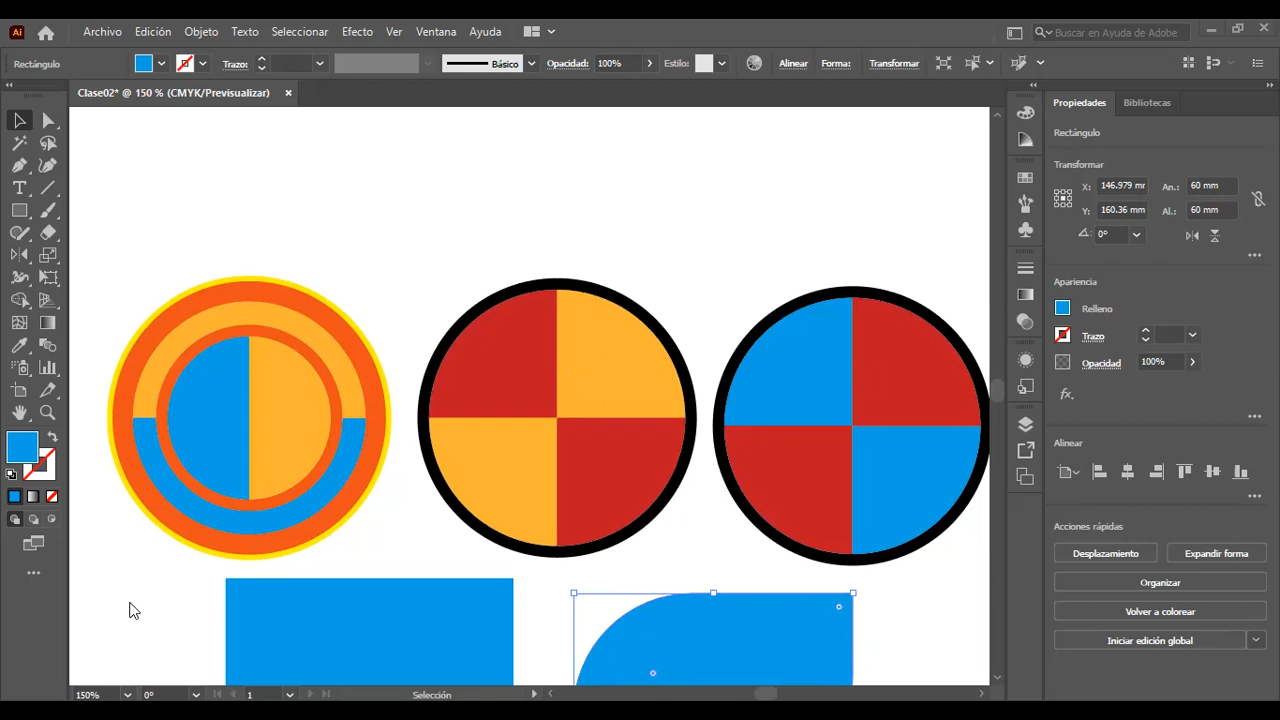 Ai Archivo Edición Objeto Texto Seleccionar Efecto Ver Ventana Ayuda Buscar en Ayuda de Adobe
Rectángulo Trazo: Básico Opacidad: 100% Estilo: Alinear Forma: Transformar
Clase02* @ 150 % (CMYK/Previsualizar) ×
Propiedades Bibliotecas
Rectángulo
Transformar
X: 146.979 mm An.: 60 mm
Y: 160.36 mm Al.: 60 mm
0°
Apariencia
Relleno
Trazo
Opacidad 100%
fx.
Alinear
Acciones rápidas
Desplazamiento Expandir forma
Organizar
Volver a colorear
Iniciar edición global
150% 0° 1 Selección